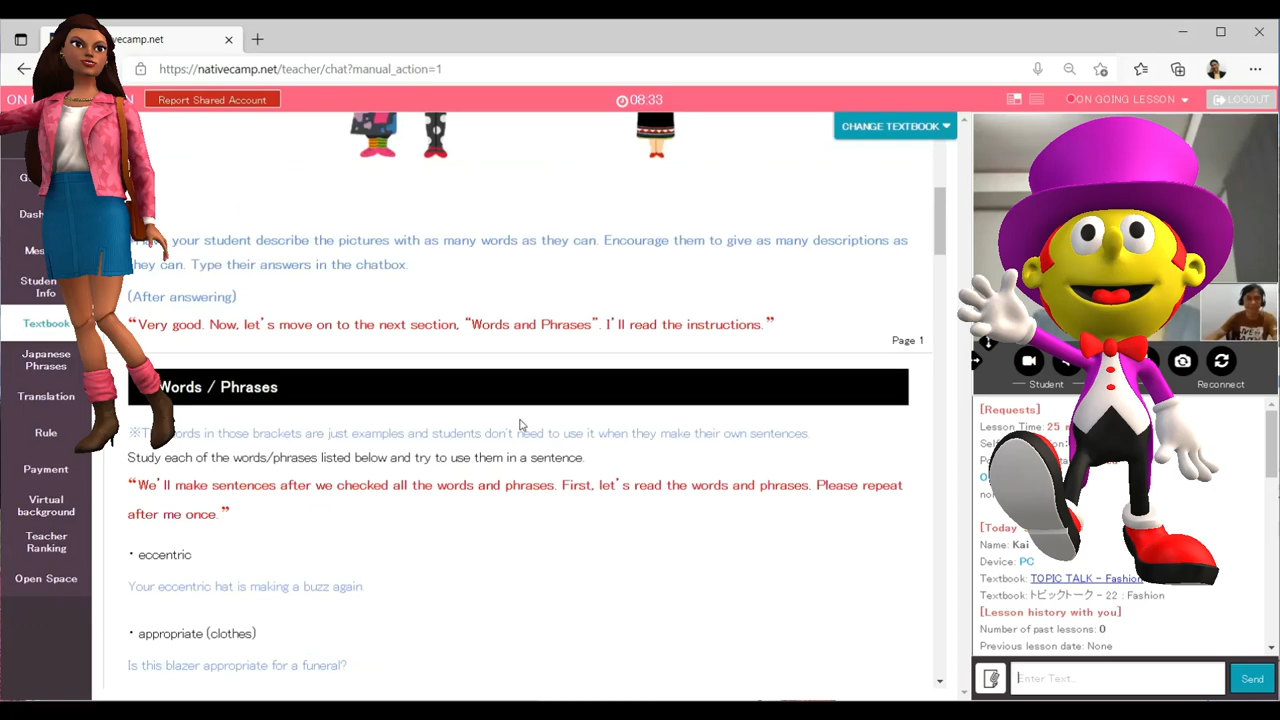 vecamp.net
https://nativecamp.net/teacher/chat?manual_action=1
ON
Report Shared Account
08:33
ON GOING LESSON
LOGOUT
CHANGE TEXTBOOK
Dash
Mes
Student
Info
Textbook
Japanese
Phrases
Translation
Rule
Payment
Virtual
background
Teacher
Ranking
Open Space
your student describe the pictures with as many words as they can. Encourage them to give as many descriptions as
they can. Type their answers in the chatbox.
(After answering)
“Very good. Now, let's move on to the next section, “Words and Phrases”. I'll read the instructions.”
Page 1
Words / Phrases
words in those brackets are just examples and students don't need to use it when they make their own sentences.
Study each of the words/phrases listed below and try to use them in a sentence.
“We'll make sentences after we checked all the words and phrases. First, let's read the words and phrases. Please repeat
after me once.”
・eccentric
Your eccentric hat is making a buzz again.
・appropriate (clothes)
Is this blazer appropriate for a funeral?
Student
Reconnect
[Requests]
Lesson Time: 25
[Today
Name: Kai
Device: PC
Textbook: TOPIC TALK - Fashion
Textbook: トピックトーク - 22 : Fashion
[Lesson history with you]
Number of past lessons: 0
Previous lesson date: None
Enter Text...
Send